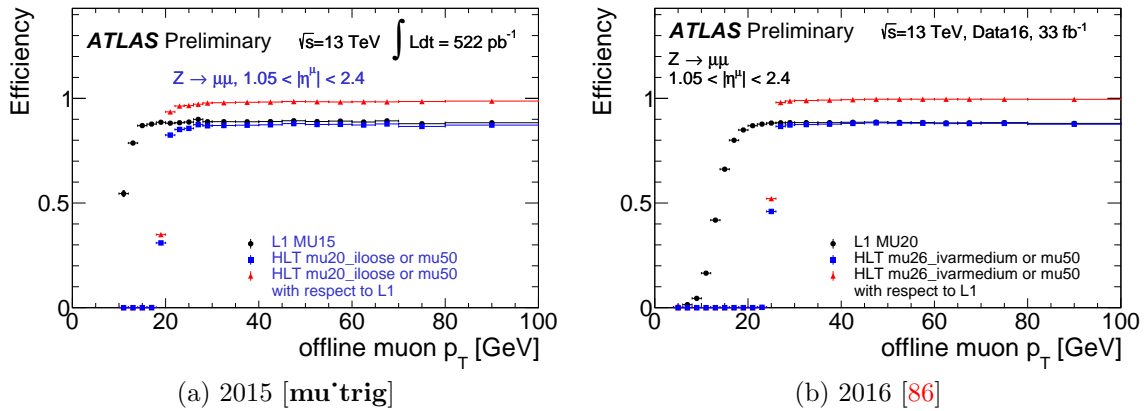 Efficiency
ATLAS Preliminary √s=13 TeV ∫ Ldt = 522 pb⁻¹
Z → μμ, 1.05 < |η^μ| < 2.4
1
0.5
0
L1 MU15
HLT mu20_iloose or mu50
HLT mu20_iloose or mu50
with respect to L1
0 20 40 60 80 100
offline muon p_T [GeV]
(a) 2015 [mu˙trig]
Efficiency
ATLAS Preliminary √s=13 TeV, Data16, 33 fb⁻¹
Z → μμ
1.05 < |η^μ| < 2.4
1
0.5
0
L1 MU20
HLT mu26_ivarmedium or mu50
HLT mu26_ivarmedium or mu50
with respect to L1
0 20 40 60 80 100
offline muon p_T [GeV]
(b) 2016 [86]